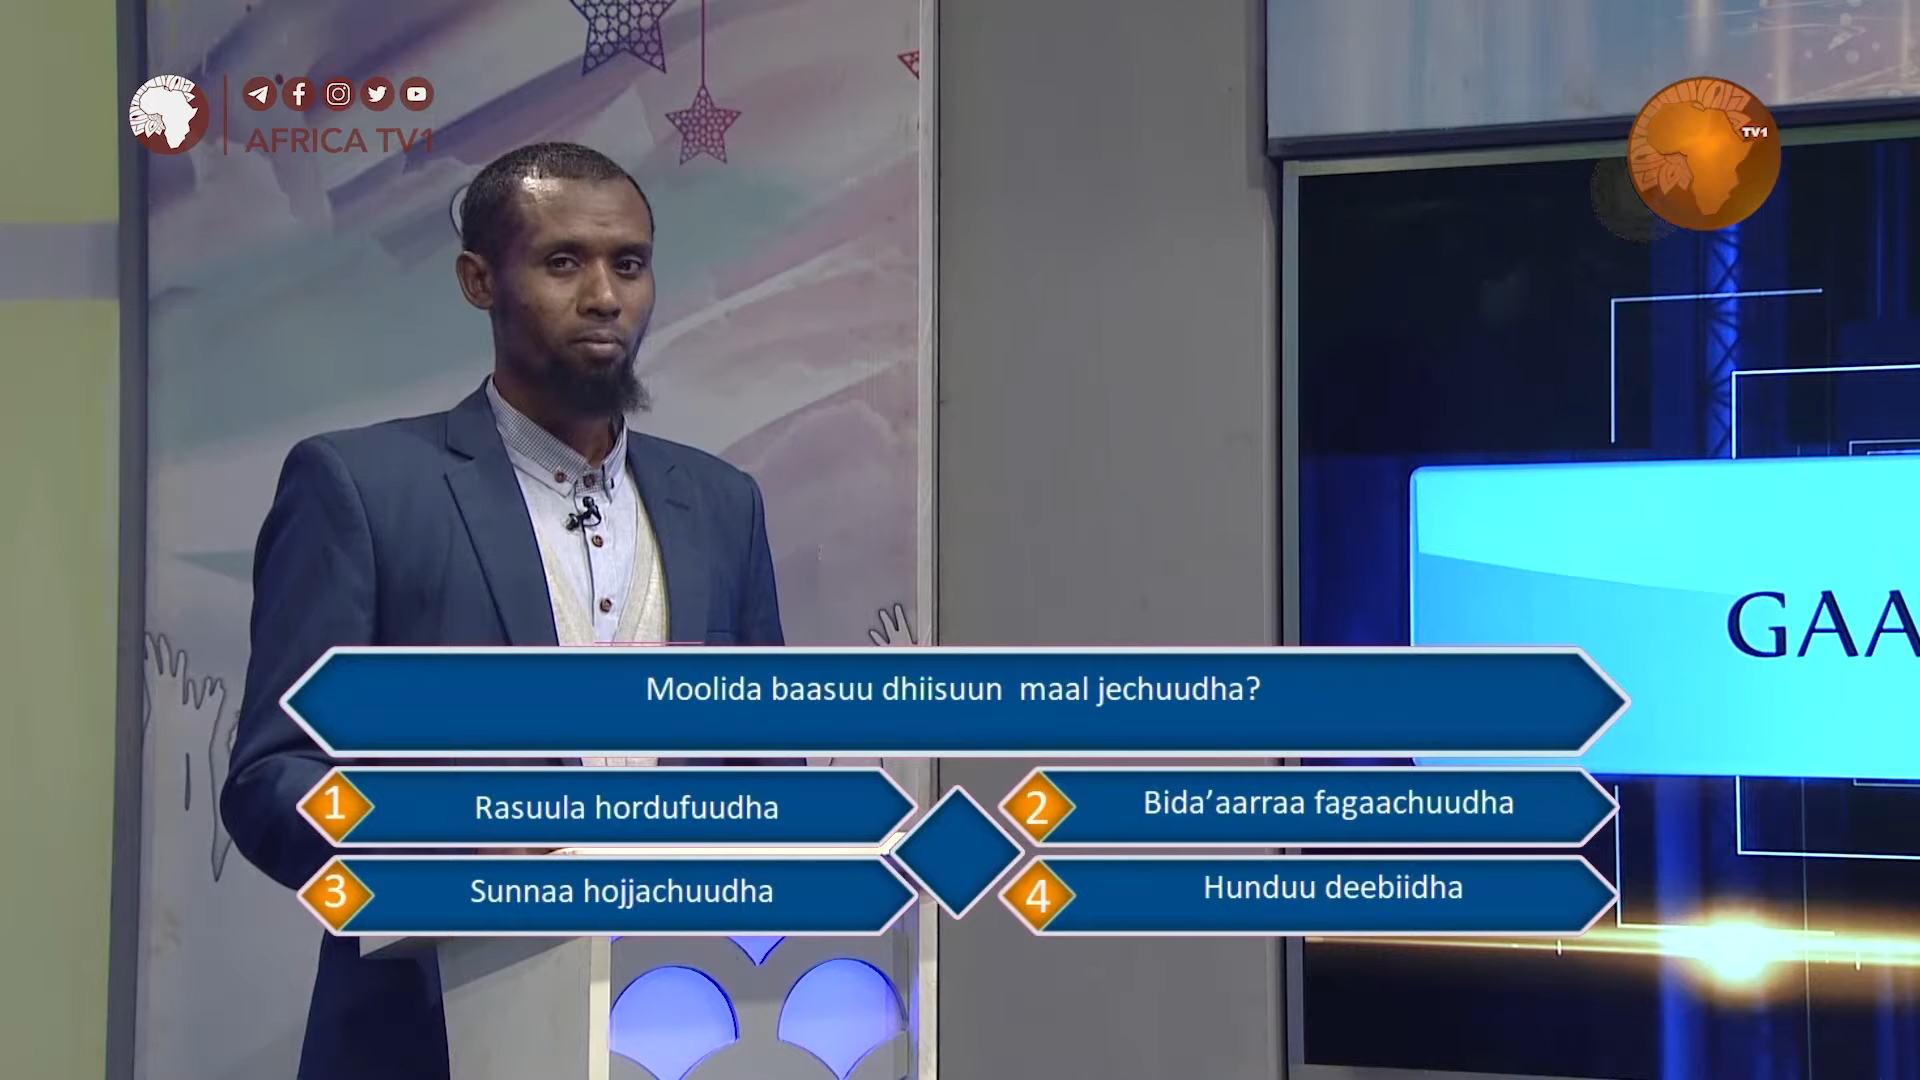 AFRICA TV1
TV1
GAA
Moolida baasuu dhiisuun maal jechuudha?
1 Rasuula hordufuudha
2 Bida’aarraa fagaachuudha
3 Sunnaa hojjachuudha
4 Hunduu deebiidha